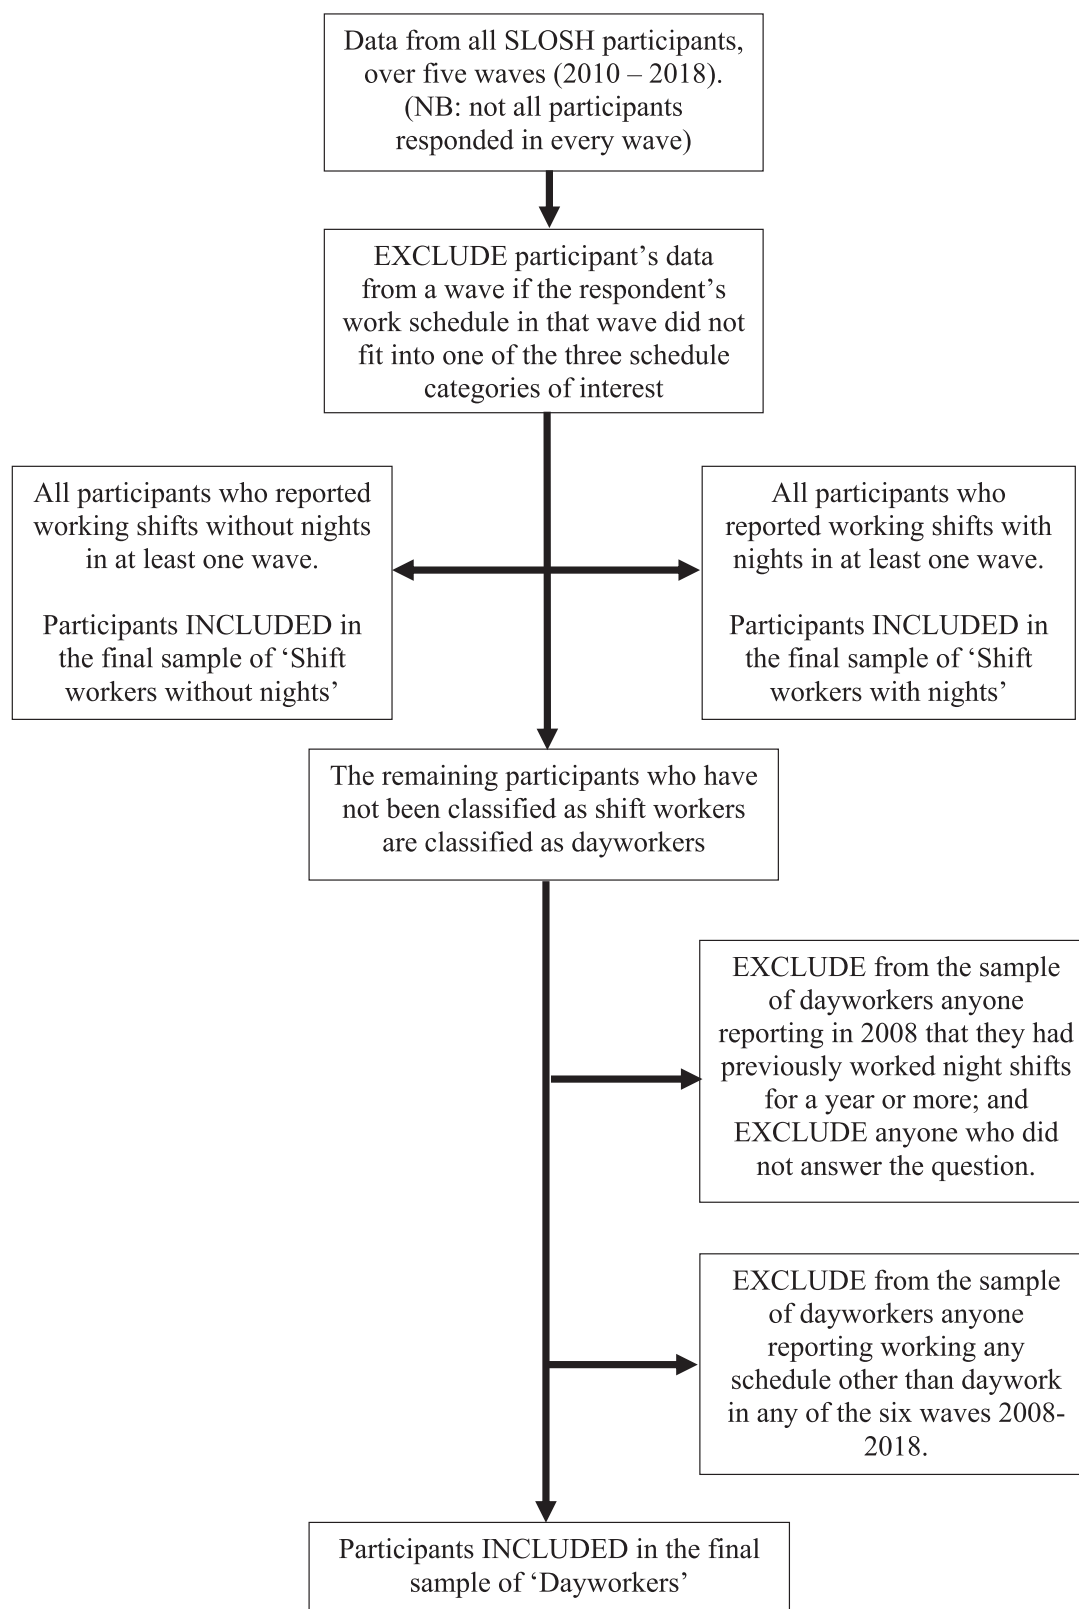 Data from all SLOSH participants,
over five waves (2010 – 2018).
(NB: not all participants
responded in every wave)
EXCLUDE participant’s data
from a wave if the respondent’s
work schedule in that wave did not
fit into one of the three schedule
categories of interest
All participants who reported
working shifts without nights
in at least one wave.
Participants INCLUDED in
the final sample of ‘Shift
workers without nights’
All participants who
reported working shifts with
nights in at least one wave.
Participants INCLUDED in
the final sample of ‘Shift
workers with nights’
The remaining participants who have
not been classified as shift workers
are classified as dayworkers
EXCLUDE from the sample
of dayworkers anyone
reporting in 2008 that they had
previously worked night shifts
for a year or more; and
EXCLUDE anyone who did
not answer the question.
EXCLUDE from the sample
of dayworkers anyone
reporting working any
schedule other than daywork
in any of the six waves 2008-
2018.
Participants INCLUDED in the final
sample of ‘Dayworkers’